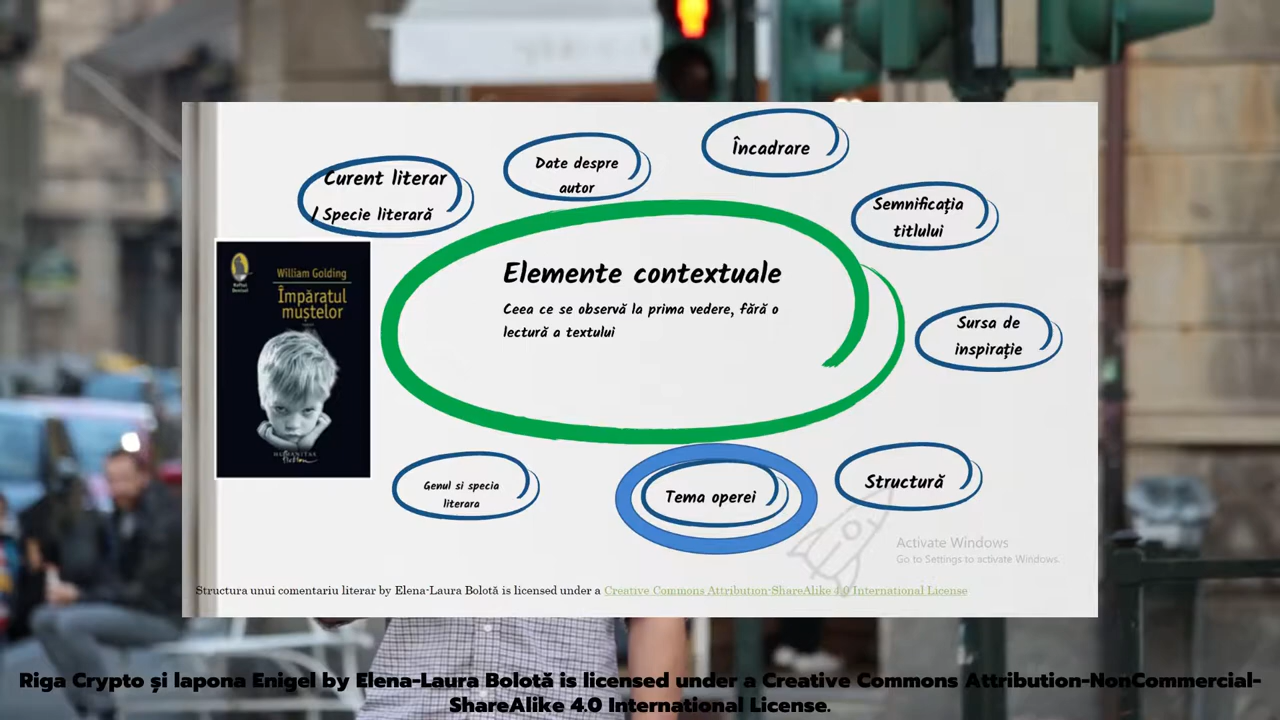 Încadrare
Date despre
autor
Curent literar
/ Specie literară
Semnificația
titlului
William Golding
Împăratul
muștelor
Elemente contextuale
Ceea ce se observă la prima vedere, fără o
lectură a textului
Sursa de
inspirație
HUMANITAS
fiction
Genul si specia
literara
Tema operei
Structură
Activate Windows
Go to Settings to activate Windows.
Structura unui comentariu literar by Elena-Laura Bolotă is licensed under a Creative Commons Attribution-ShareAlike 4.0 International License
Riga Crypto și lapona Enigel by Elena-Laura Bolotă is licensed under a Creative Commons Attribution-NonCommercial-
ShareAlike 4.0 International License.